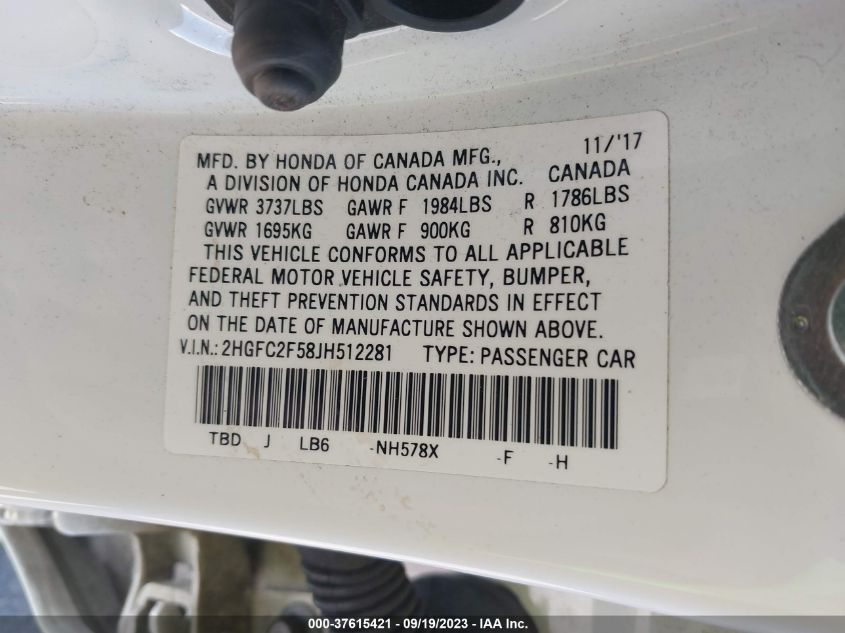 11/'17
MFD. BY HONDA OF CANADA MFG.,
A DIVISION OF HONDA CANADA INC. CANADA
GVWR 3737LBS GAWR F 1984LBS R 1786LBS
GVWR 1695KG GAWR F 900KG R 810KG
THIS VEHICLE CONFORMS TO ALL APPLICABLE
FEDERAL MOTOR VEHICLE SAFETY, BUMPER,
AND THEFT PREVENTION STANDARDS IN EFFECT
ON THE DATE OF MANUFACTURE SHOWN ABOVE.
V.I.N.: 2HGFC2F58JH512281 TYPE: PASSENGER CAR
TBD J LB6 -NH578X -F -H
000-37615421 - 09/19/2023 - IAA Inc.